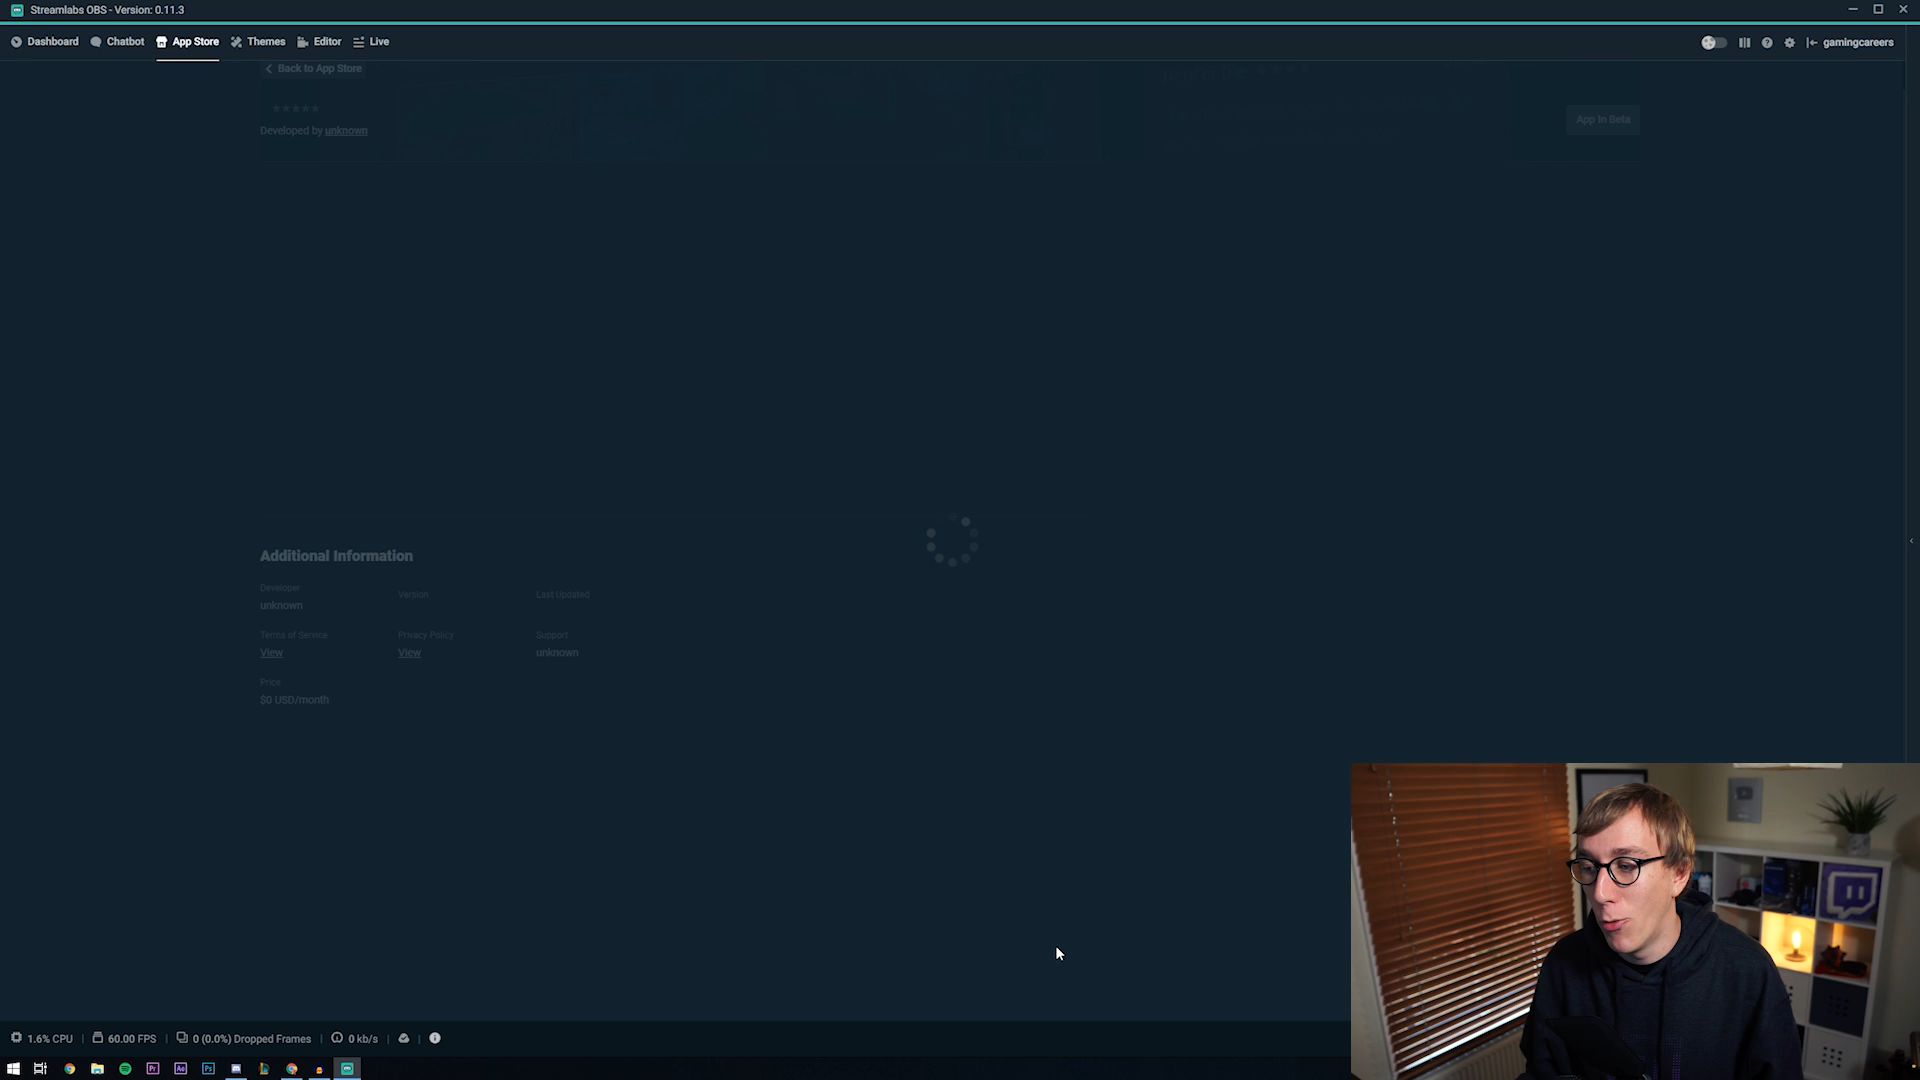 Streamlabs OBS - Version: 0.11.3
Dashboard Chatbot App Store Themes Editor Live gamingcareers
Back to App Store
Developed by unknown
App In Beta
Additional Information
Developer Version Last Updated
unknown
Terms of Service Privacy Policy Support
View View unknown
Price
$0 USD/month
1.6% CPU 60.00 FPS 0 (0.0%) Dropped Frames 0 kb/s
Pr Ae Ps